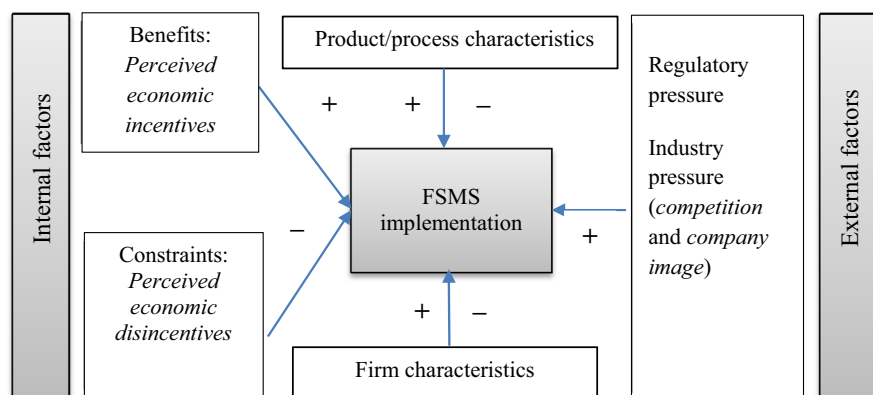 Internal factors
Benefits:
Perceived
economic
incentives
Constraints:
Perceived
economic
disincentives
Product/process characteristics
+ + −
−
FSMS
implementation
+
+ −
Firm characteristics
Regulatory
pressure
Industry
pressure
(competition
and company
image)
External factors